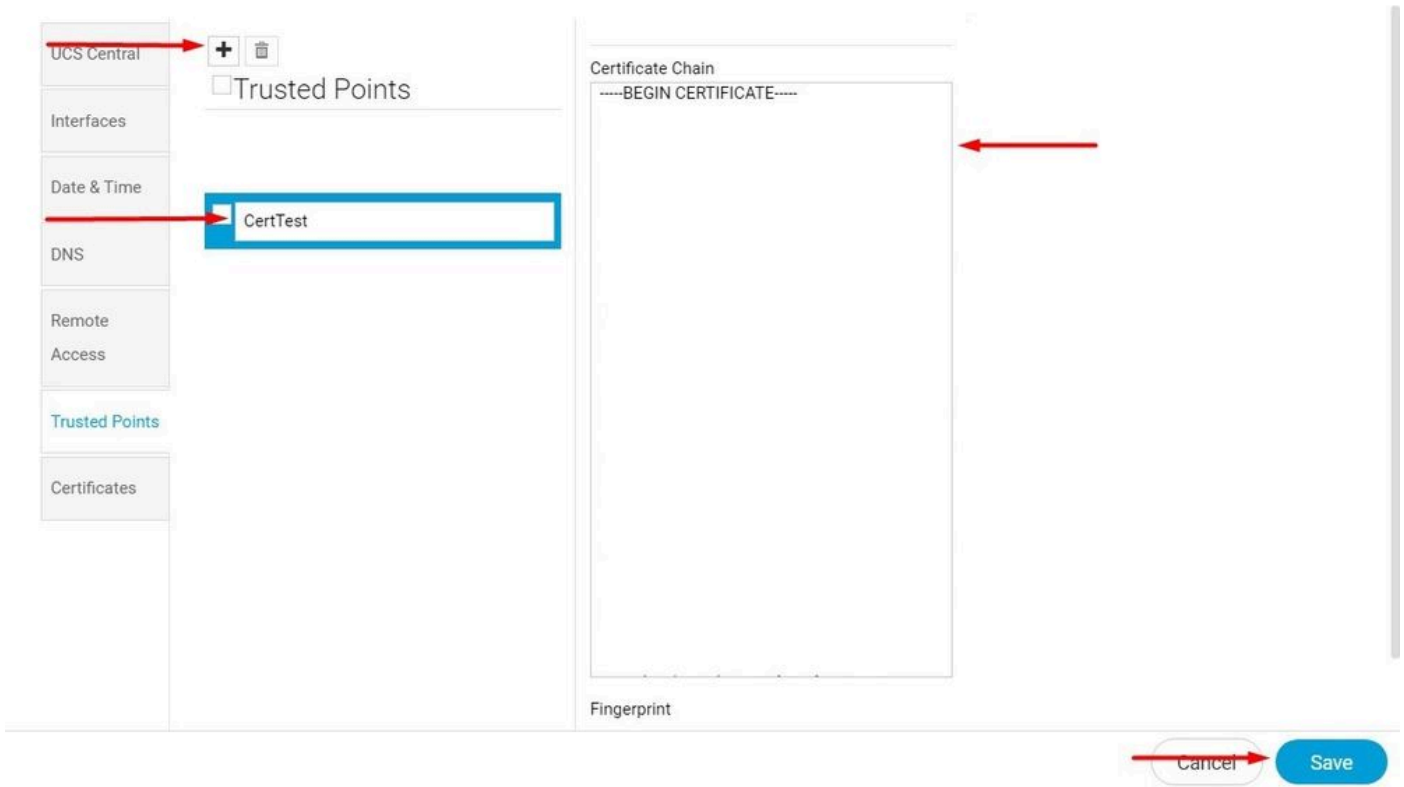 UCS Central
Interfaces
Date & Time
DNS
Remote
Access
Trusted Points
Certificates
Trusted Points
CertTest
Certificate Chain
-----BEGIN CERTIFICATE-----
Fingerprint
Cancel
Save